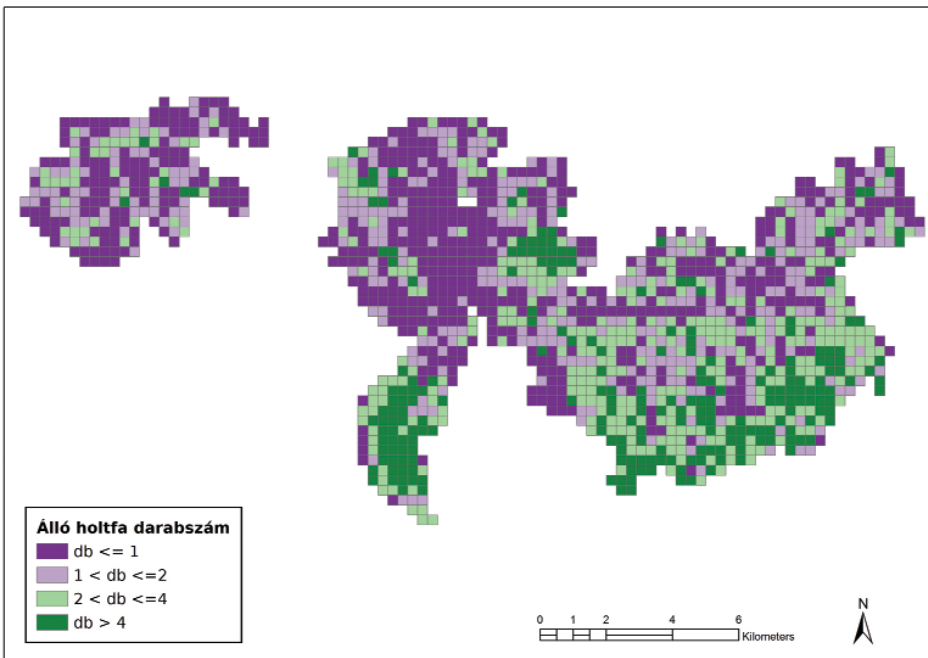 Álló holtfa darabszám
db <= 1
1 < db <=2
2 < db <=4
db > 4
0 1 2 4 6
Kilometers
N